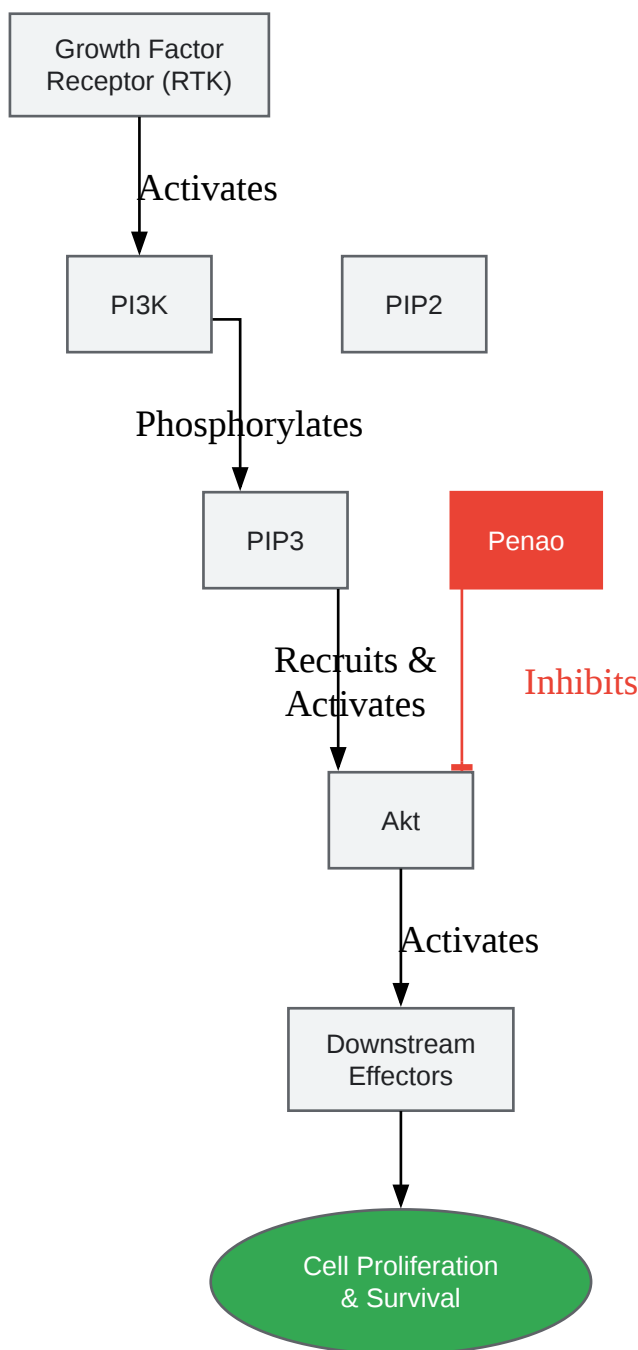 Growth Factor
Receptor (RTK)
Activates
PI3K
PIP2
Phosphorylates
PIP3
Penao
Recruits &
Activates
Inhibits
Akt
Activates
Downstream
Effectors
Cell Proliferation
& Survival